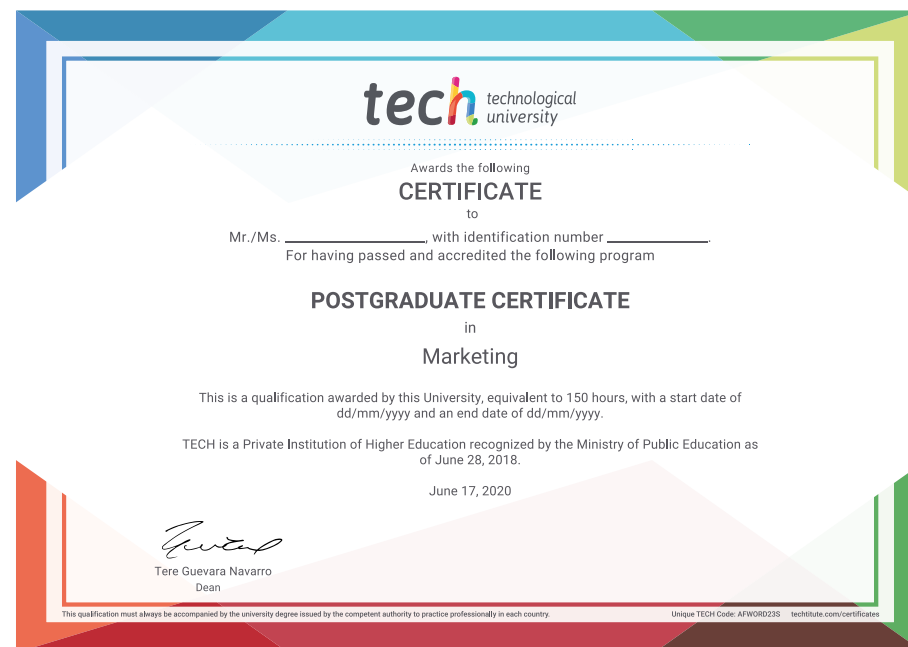 tech technological
university
Awards the following
CERTIFICATE
to
Mr./Ms. ____________________, with identification number ______________.
For having passed and accredited the following program
POSTGRADUATE CERTIFICATE
in
Marketing
This is a qualification awarded by this University, equivalent to 150 hours, with a start date of
dd/mm/yyyy and an end date of dd/mm/yyyy.
TECH is a Private Institution of Higher Education recognized by the Ministry of Public Education as
of June 28, 2018.
June 17, 2020
Tere Guevara Navarro
Dean
This qualification must always be accompanied by the university degree issued by the competent authority to practice professionally in each country. Unique TECH Code: AFWORD23S techtitute.com/certificates